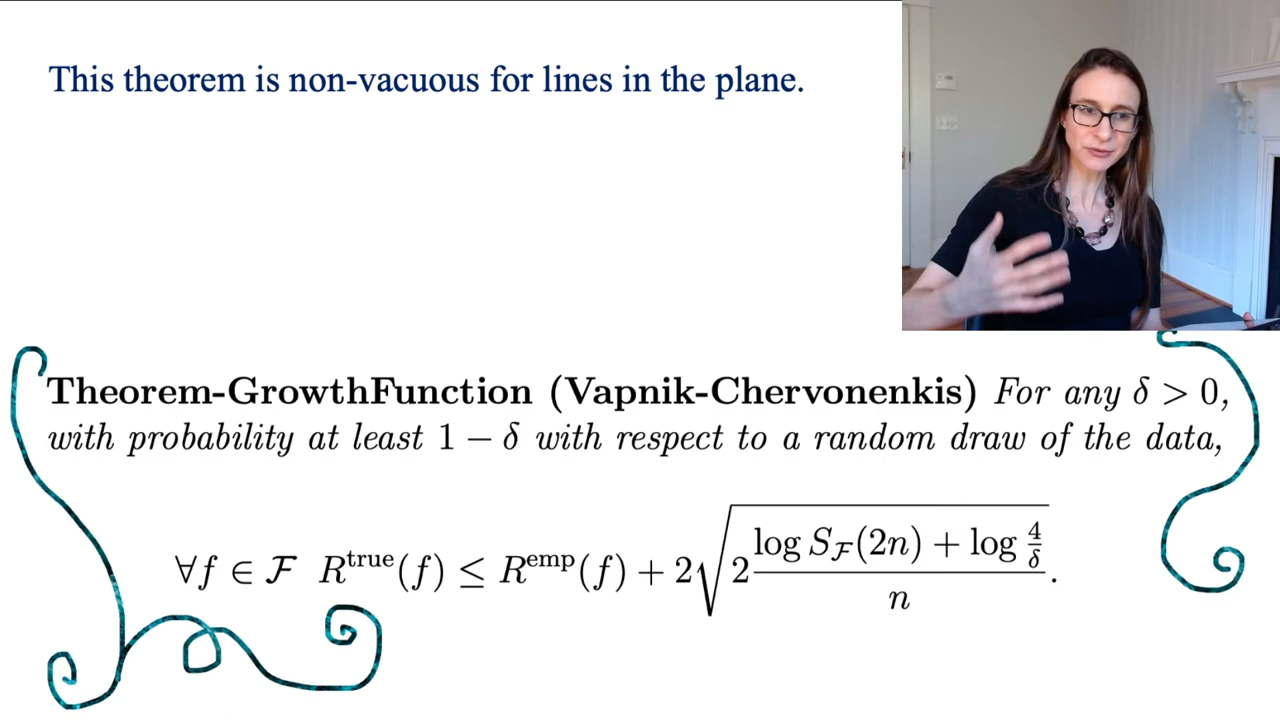 This theorem is non-vacuous for lines in the plane.
Theorem-GrowthFunction (Vapnik-Chervonenkis) For any δ > 0,
with probability at least 1 − δ with respect to a random draw of the data,
∀f ∈ ℱ R^true(f) ≤ R^emp(f) + 2√(2 (log S_ℱ(2n) + log 4/δ)/n).